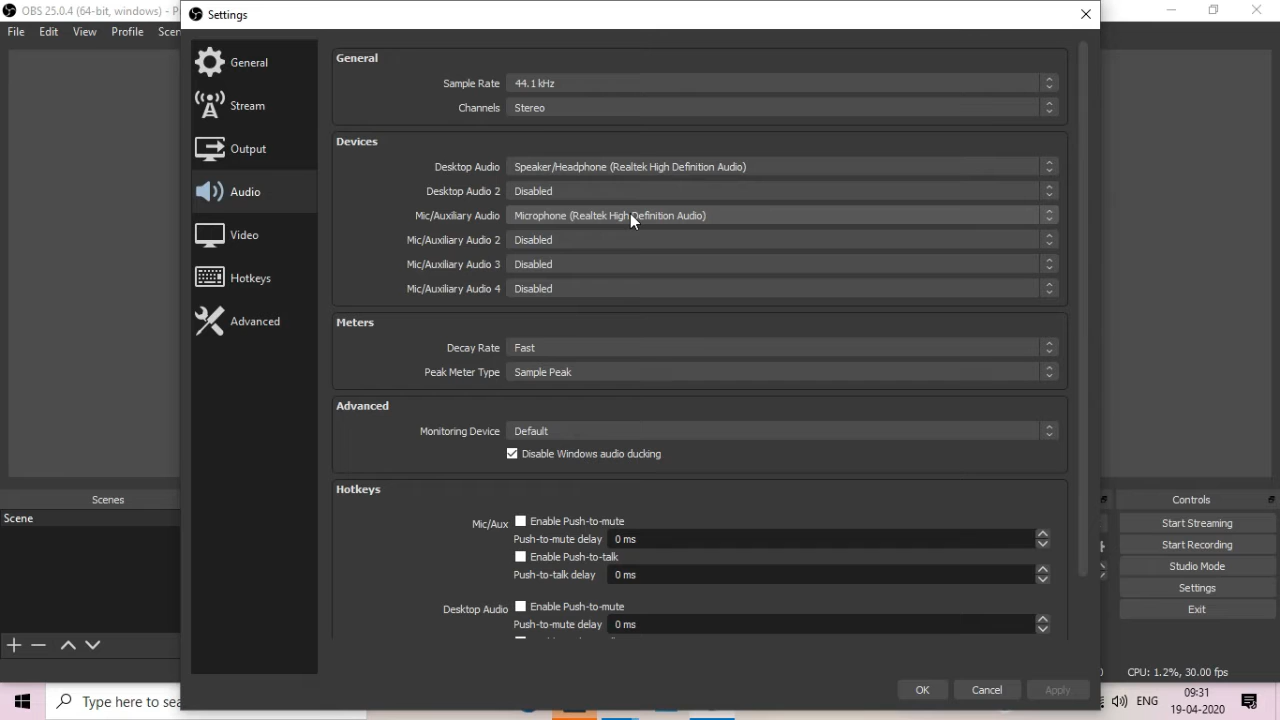 OBS 25.0.4 (64-bit, windows) - P
Settings
File Edit View Profile Scen
General
Stream
Output
Audio
Video
Hotkeys
Advanced
General
Sample Rate 44.1 kHz
Channels Stereo
Devices
Desktop Audio Speaker/Headphone (Realtek High Definition Audio)
Desktop Audio 2 Disabled
Mic/Auxiliary Audio Microphone (Realtek High Definition Audio)
Mic/Auxiliary Audio 2 Disabled
Mic/Auxiliary Audio 3 Disabled
Mic/Auxiliary Audio 4 Disabled
Meters
Decay Rate Fast
Peak Meter Type Sample Peak
Advanced
Monitoring Device Default
Disable Windows audio ducking
Hotkeys
Mic/Aux Enable Push-to-mute
Push-to-mute delay 0 ms
Enable Push-to-talk
Push-to-talk delay 0 ms
Desktop Audio Enable Push-to-mute
Push-to-mute delay 0 ms
OK Cancel Apply
Scenes
Scene
Controls
Start Streaming
Start Recording
Studio Mode
Settings
Exit
0 CPU: 1.2%, 30.00 fps
Type here to sea
ENG
09:31
19-04-2020